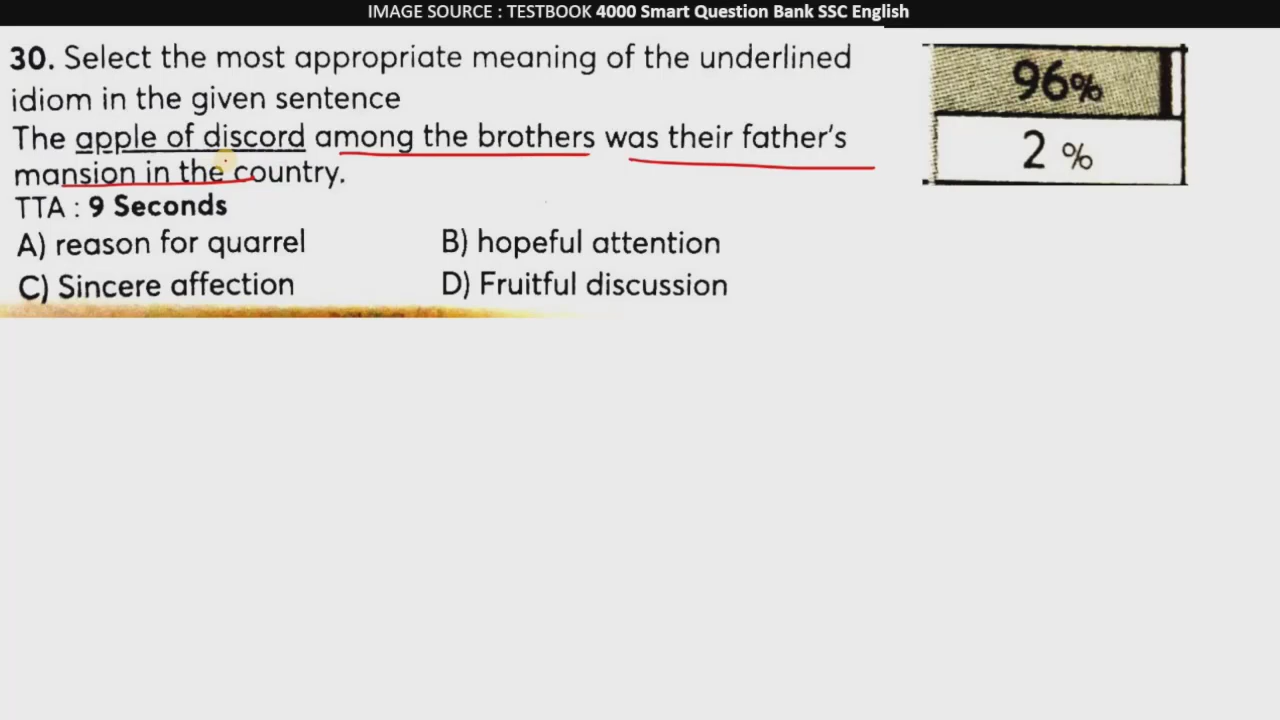 IMAGE SOURCE : TESTBOOK 4000 Smart Question Bank SSC English
30. Select the most appropriate meaning of the underlined
idiom in the given sentence
The apple of discord among the brothers was their father's
mansion in the country.
TTA : 9 Seconds
A) reason for quarrel B) hopeful attention
C) Sincere affection D) Fruitful discussion
96%
2 %